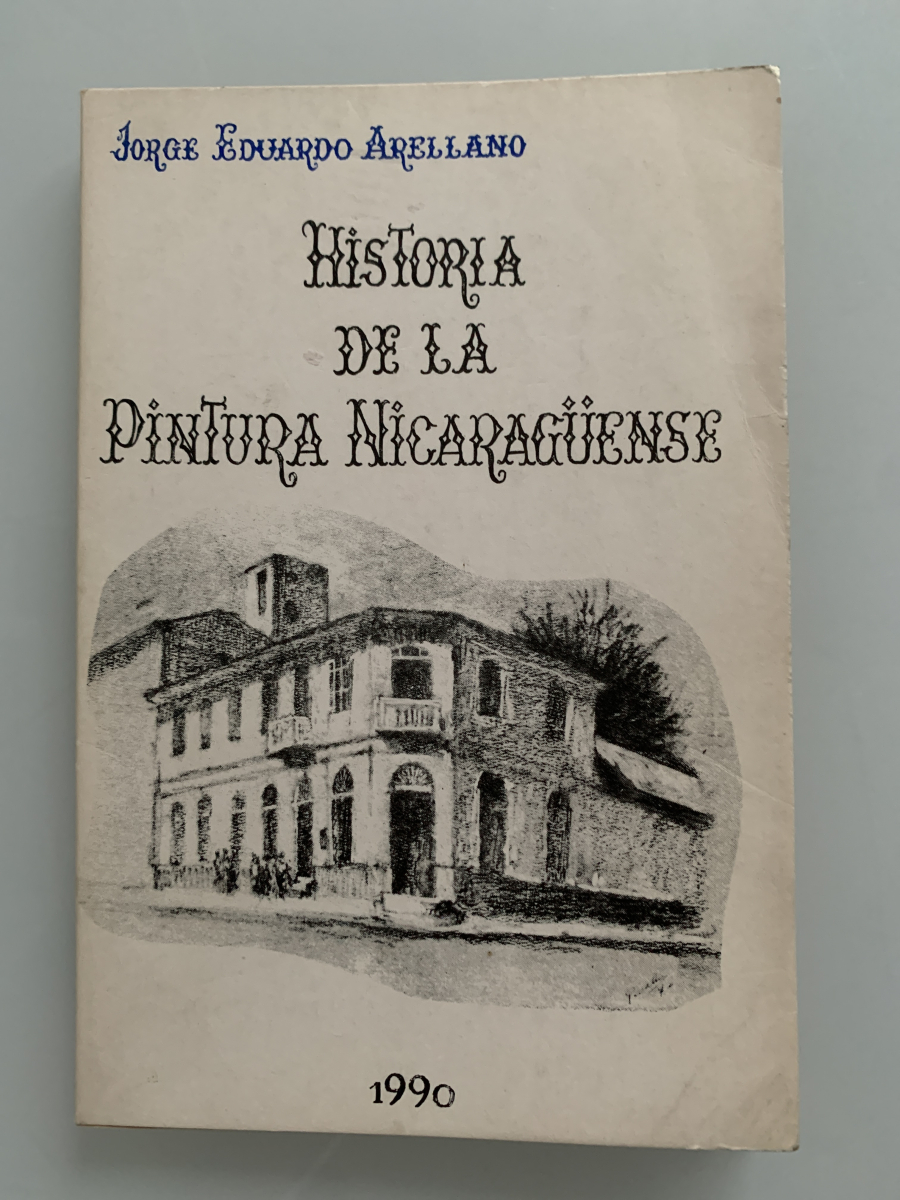 Jorge Eduardo Arellano
Historia
de la
Pintura Nicaragüense
1990